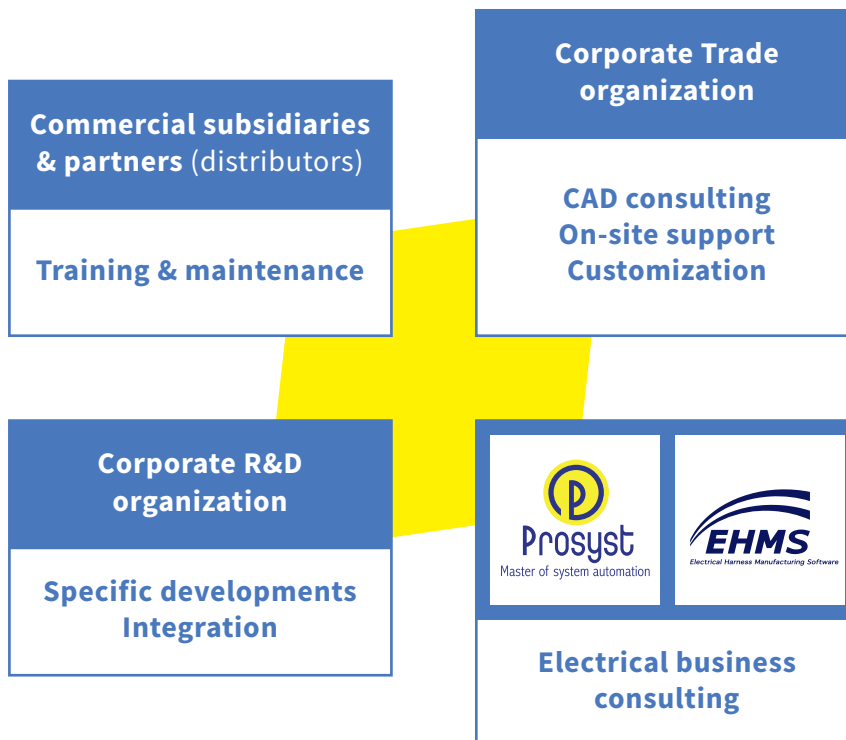 Commercial subsidiaries
& partners (distributors)
Training & maintenance
Corporate Trade
organization
CAD consulting
On-site support
Customization
Corporate R&D
organization
Specific developments
Integration
Prosyst
Master of system automation
EHMS
Electrical Harness Manufacturing Software
Electrical business
consulting